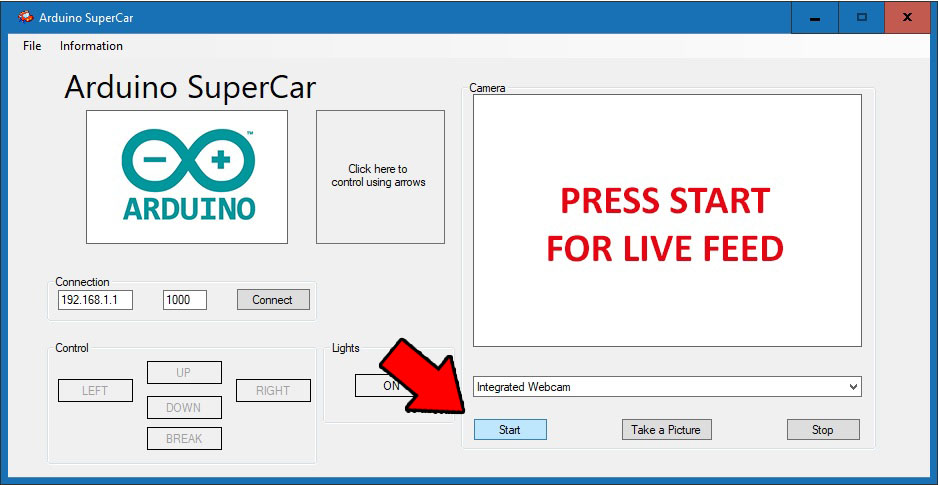 Arduino SuperCar
File Information
Arduino SuperCar
ARDUINO
™
Click here to
control using arrows
Connection
192.168.1.1 1000 Connect
Control
UP
LEFT RIGHT
DOWN
BREAK
Lights
ON
Camera
PRESS START
FOR LIVE FEED
Integrated Webcam
Start Take a Picture Stop